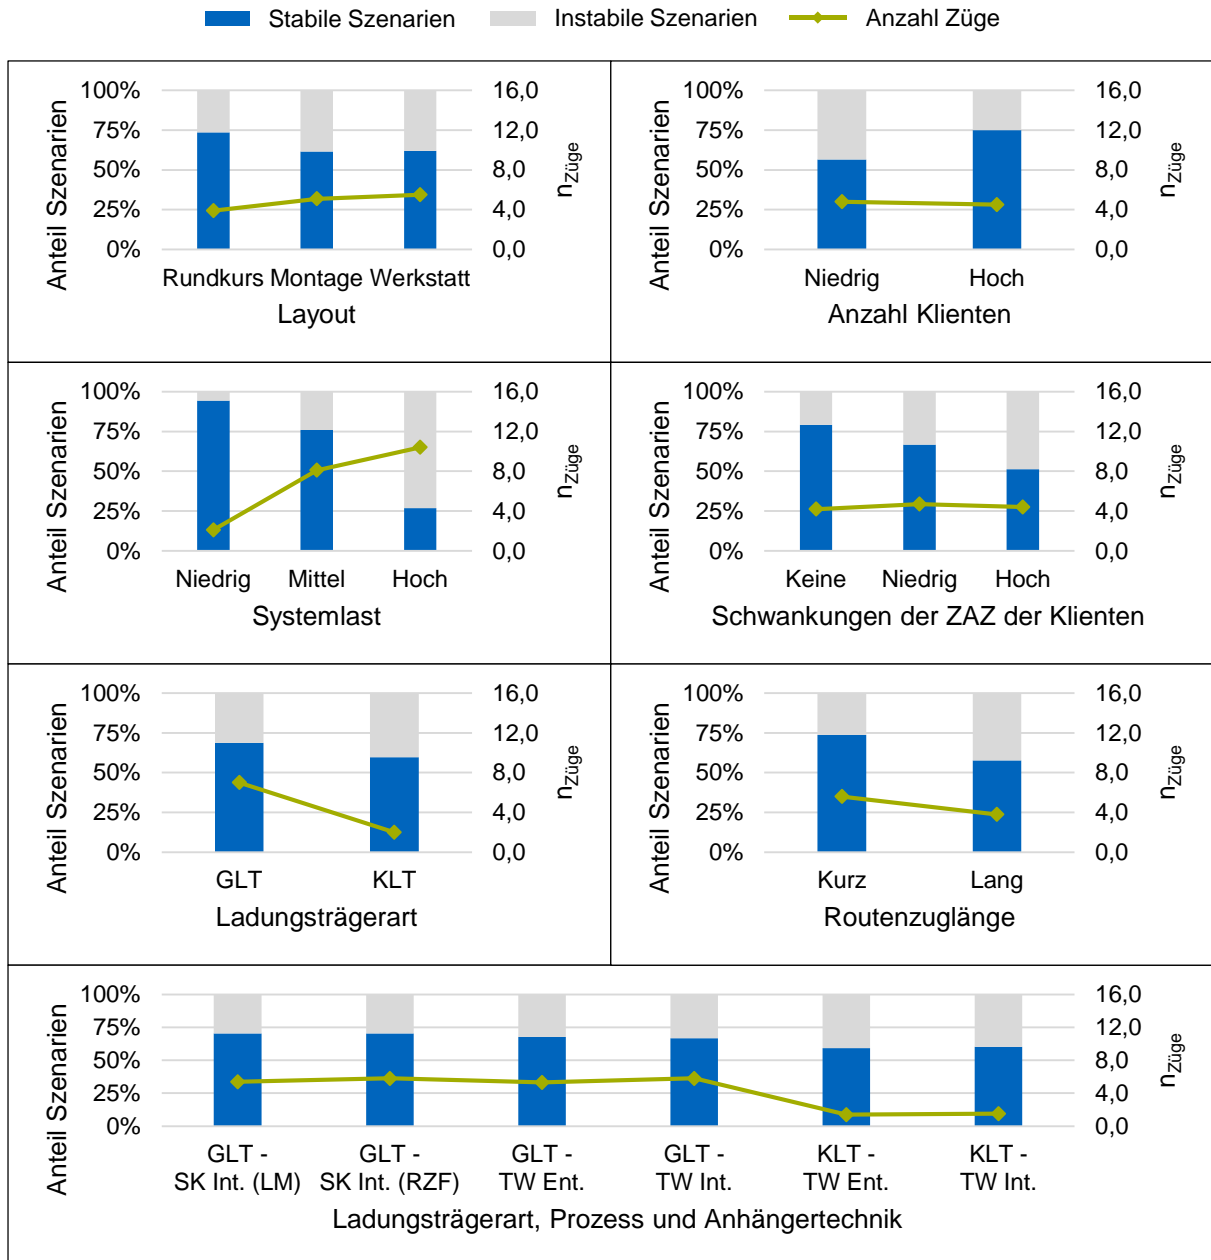 Stabile Szenarien Instabile Szenarien Anzahl Züge
Anteil Szenarien
100%
75%
50%
25%
0%
16,0
12,0
8,0
4,0
0,0
nZüge
Rundkurs Montage Werkstatt
Layout
Anteil Szenarien
100%
75%
50%
25%
0%
16,0
12,0
8,0
4,0
0,0
nZüge
Niedrig Hoch
Anzahl Klienten
Anteil Szenarien
100%
75%
50%
25%
0%
16,0
12,0
8,0
4,0
0,0
nZüge
Niedrig Mittel Hoch
Systemlast
Anteil Szenarien
100%
75%
50%
25%
0%
16,0
12,0
8,0
4,0
0,0
nZüge
Keine Niedrig Hoch
Schwankungen der ZAZ der Klienten
Anteil Szenarien
100%
75%
50%
25%
0%
16,0
12,0
8,0
4,0
0,0
nZüge
GLT KLT
Ladungsträgerart
Anteil Szenarien
100%
75%
50%
25%
0%
16,0
12,0
8,0
4,0
0,0
nZüge
Kurz Lang
Routenzuglänge
Anteil Szenarien
100%
75%
50%
25%
0%
16,0
12,0
8,0
4,0
0,0
nZüge
GLT - GLT - GLT - GLT - KLT - KLT -
SK Int. (LM) SK Int. (RZF) TW Ent. TW Int. TW Ent. TW Int.
Ladungsträgerart, Prozess und Anhängertechnik